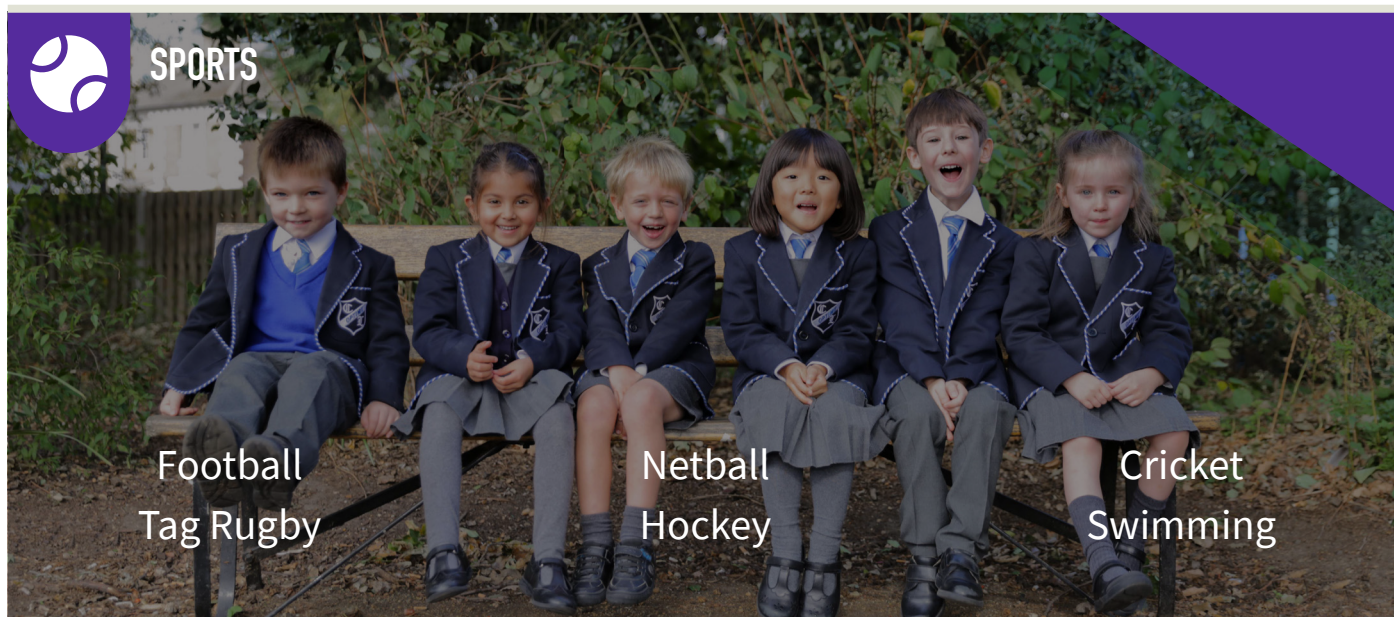 SPORTS
Football
Tag Rugby
Netball
Hockey
Cricket
Swimming